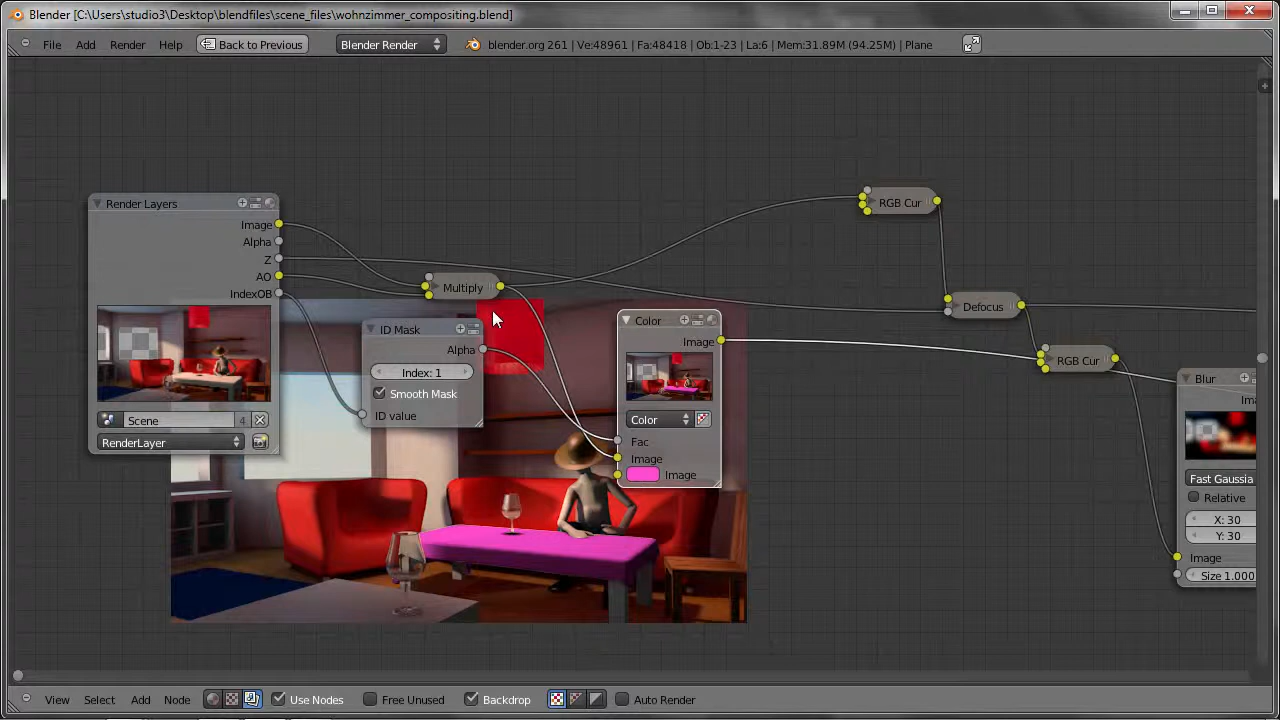 Blender [C:\Users\studio3\Desktop\blendfiles\scene_files\wohnzimmer_compositing.blend]
File Add Render Help Back to Previous Blender Render blender.org 261 | Ve:48961 | Fa:48418 | Ob:1-23 | La:6 | Mem:31.89M (94.25M) | Plane
Render Layers
Image
Alpha
Z
AO
IndexOB
Scene 4
RenderLayer
Multiply
ID Mask
Alpha
Index: 1
Smooth Mask
ID value
Color
Image
Color
Fac
Image
Image
RGB Cur
Defocus
RGB Cur
Blur
Ima
Fast Gaussia
Relative
X: 30
Y: 30
Image
Size 1.000
View Select Add Node Use Nodes Free Unused Backdrop Auto Render